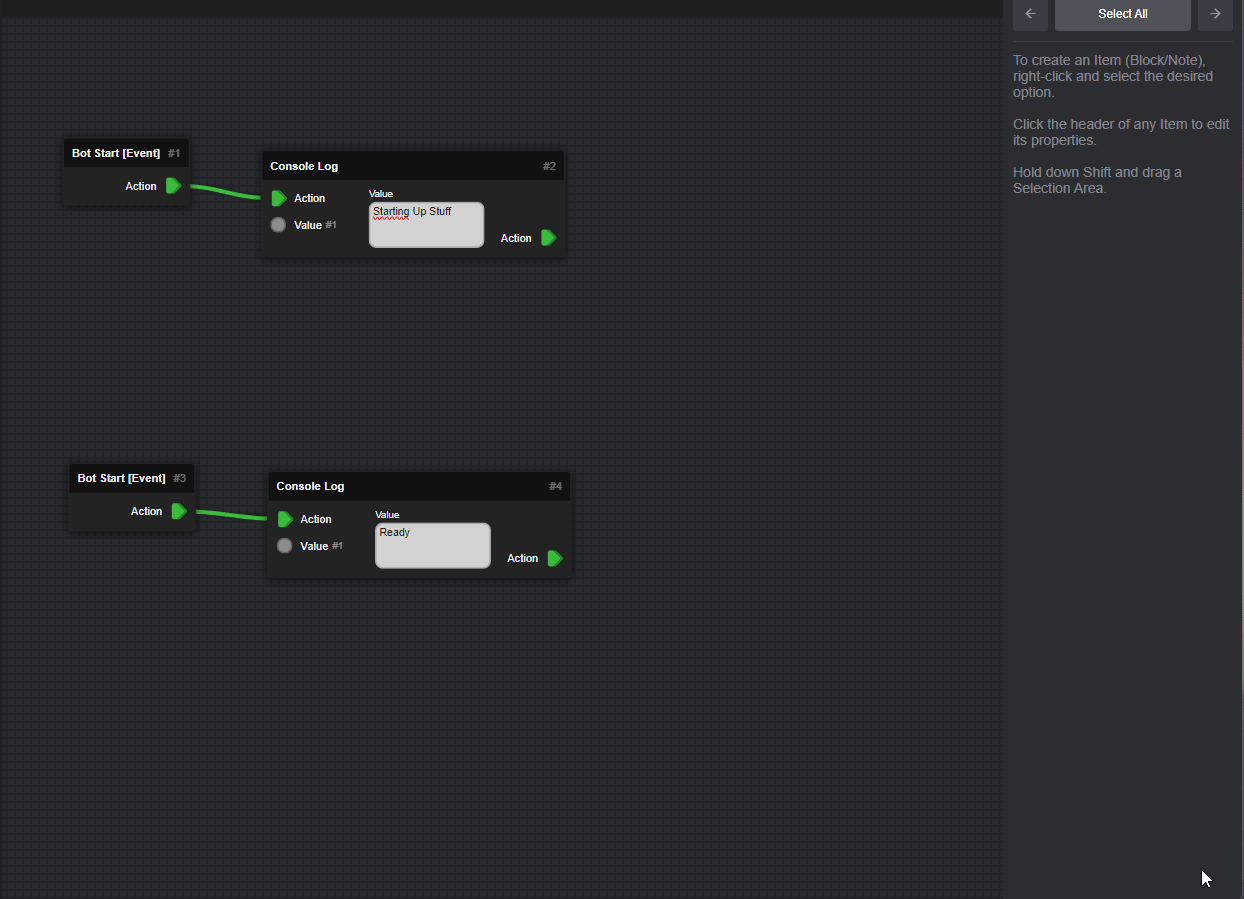 Select All
To create an Item (Block/Note),
right-click and select the desired
option.
Click the header of any Item to edit
its properties.
Hold down Shift and drag a
Selection Area.
Bot Start [Event] #1
Action
Console Log #2
Action
Value #1
Value
Starting Up Stuff
Action
Bot Start [Event] #3
Action
Console Log #4
Action
Value #1
Value
Ready
Action